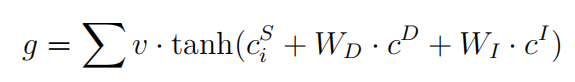 g = ∑ v · tanh(c_i^S + W_D · c^D + W_I · c^I)